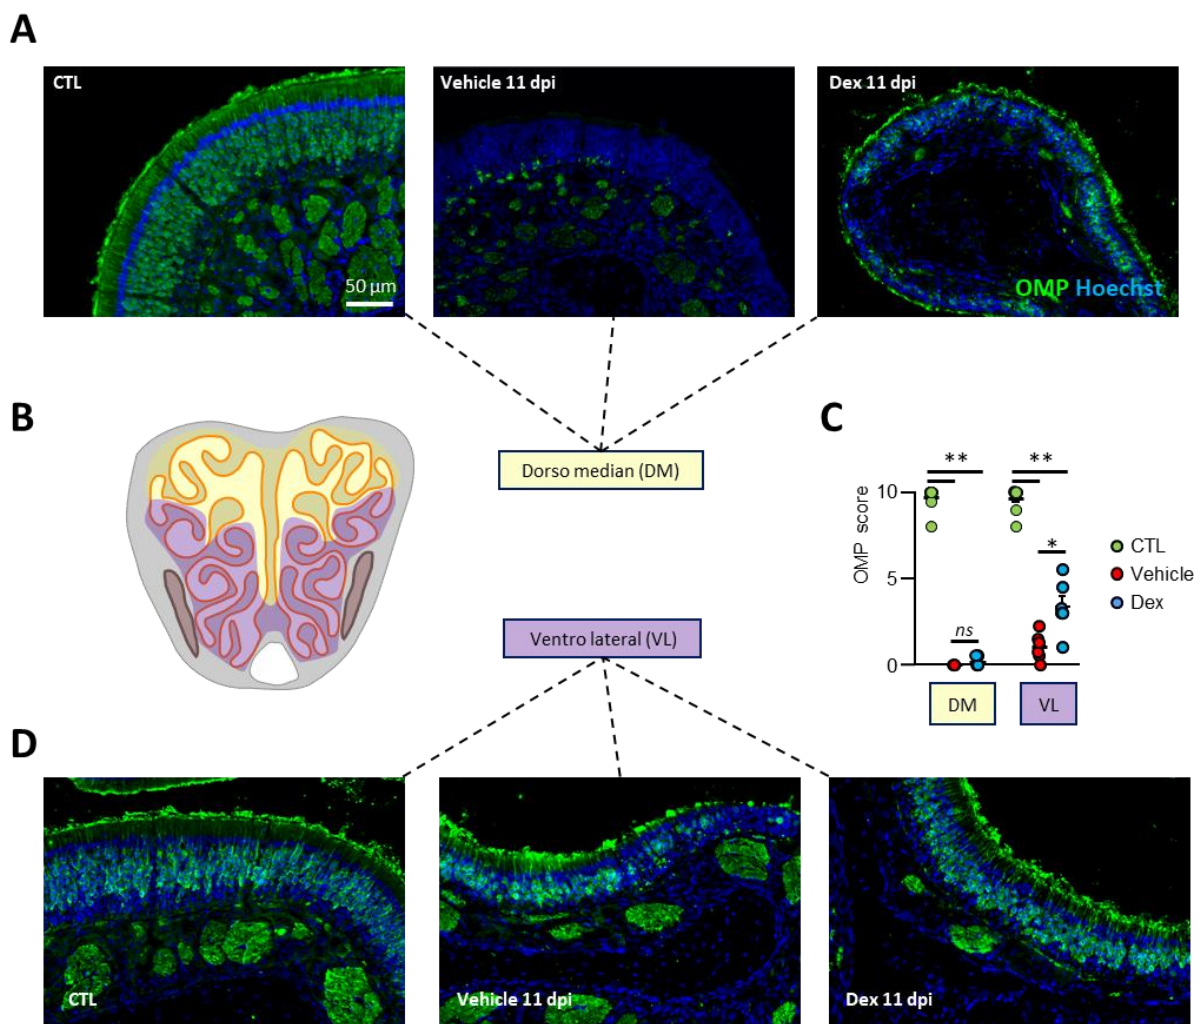 A
CTL
Vehicle 11 dpi
Dex 11 dpi
50 µm
OMP Hoechst
B
Dorso median (DM)
Ventro lateral (VL)
C
** **
10
OMP score
*
5
ns
0
DM VL
CTL
Vehicle
Dex
D
CTL
Vehicle 11 dpi
Dex 11 dpi